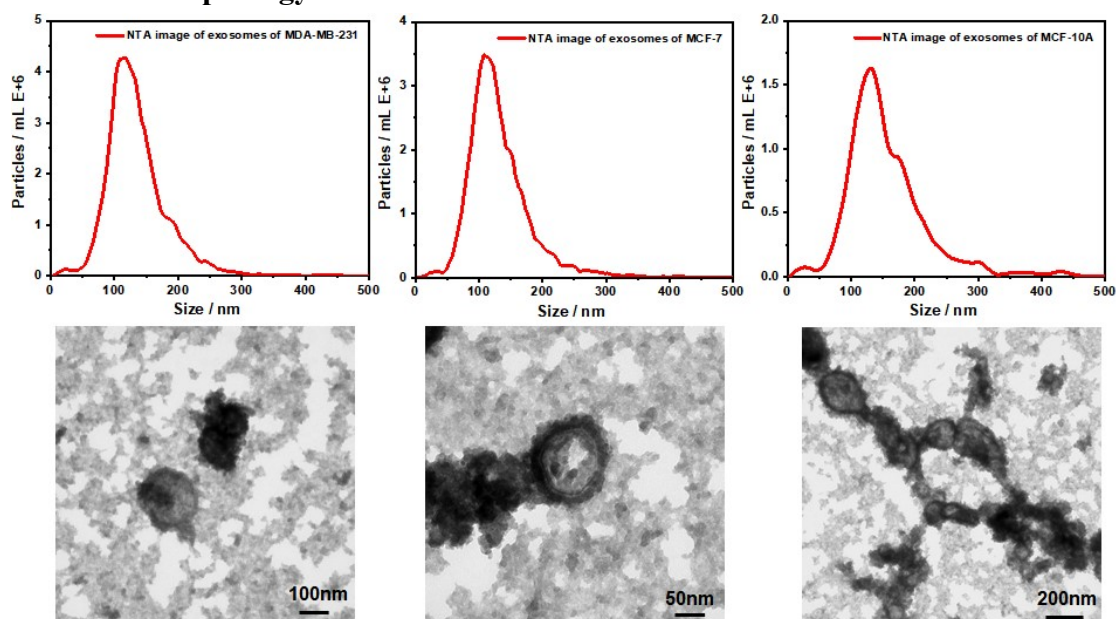 NTA image of exosomes of MDA-MB-231
Particles / mL E+6
5
4
3
2
1
0
0 100 200 300 400 500
Size / nm
NTA image of exosomes of MCF-7
Particles / mL E+6
4
3
2
1
0
0 100 200 300 400 500
Size / nm
NTA image of exosomes of MCF-10A
Particles / mL E+6
2.0
1.5
1.0
0.5
0.0
0 100 200 300 400 500
Size / nm
100nm
50nm
200nm